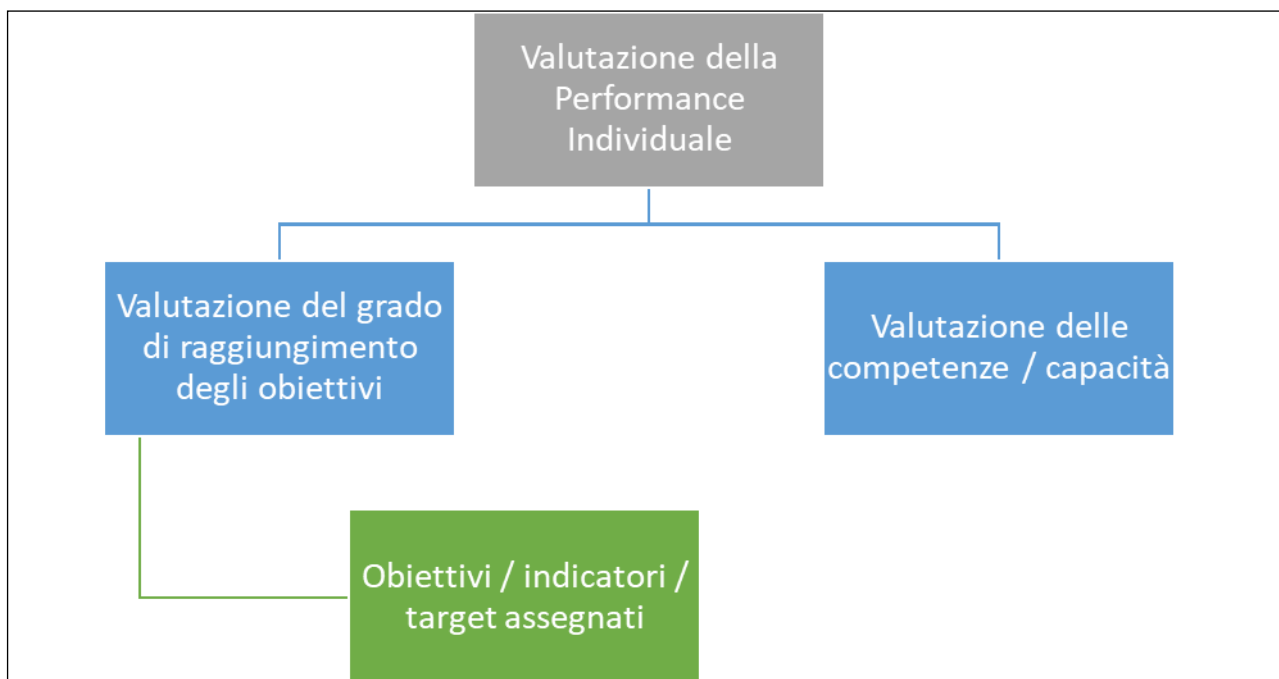 Valutazione della
Performance
Individuale
Valutazione del grado
di raggiungimento
degli obiettivi
Valutazione delle
competenze / capacità
Obiettivi / indicatori /
target assegnati